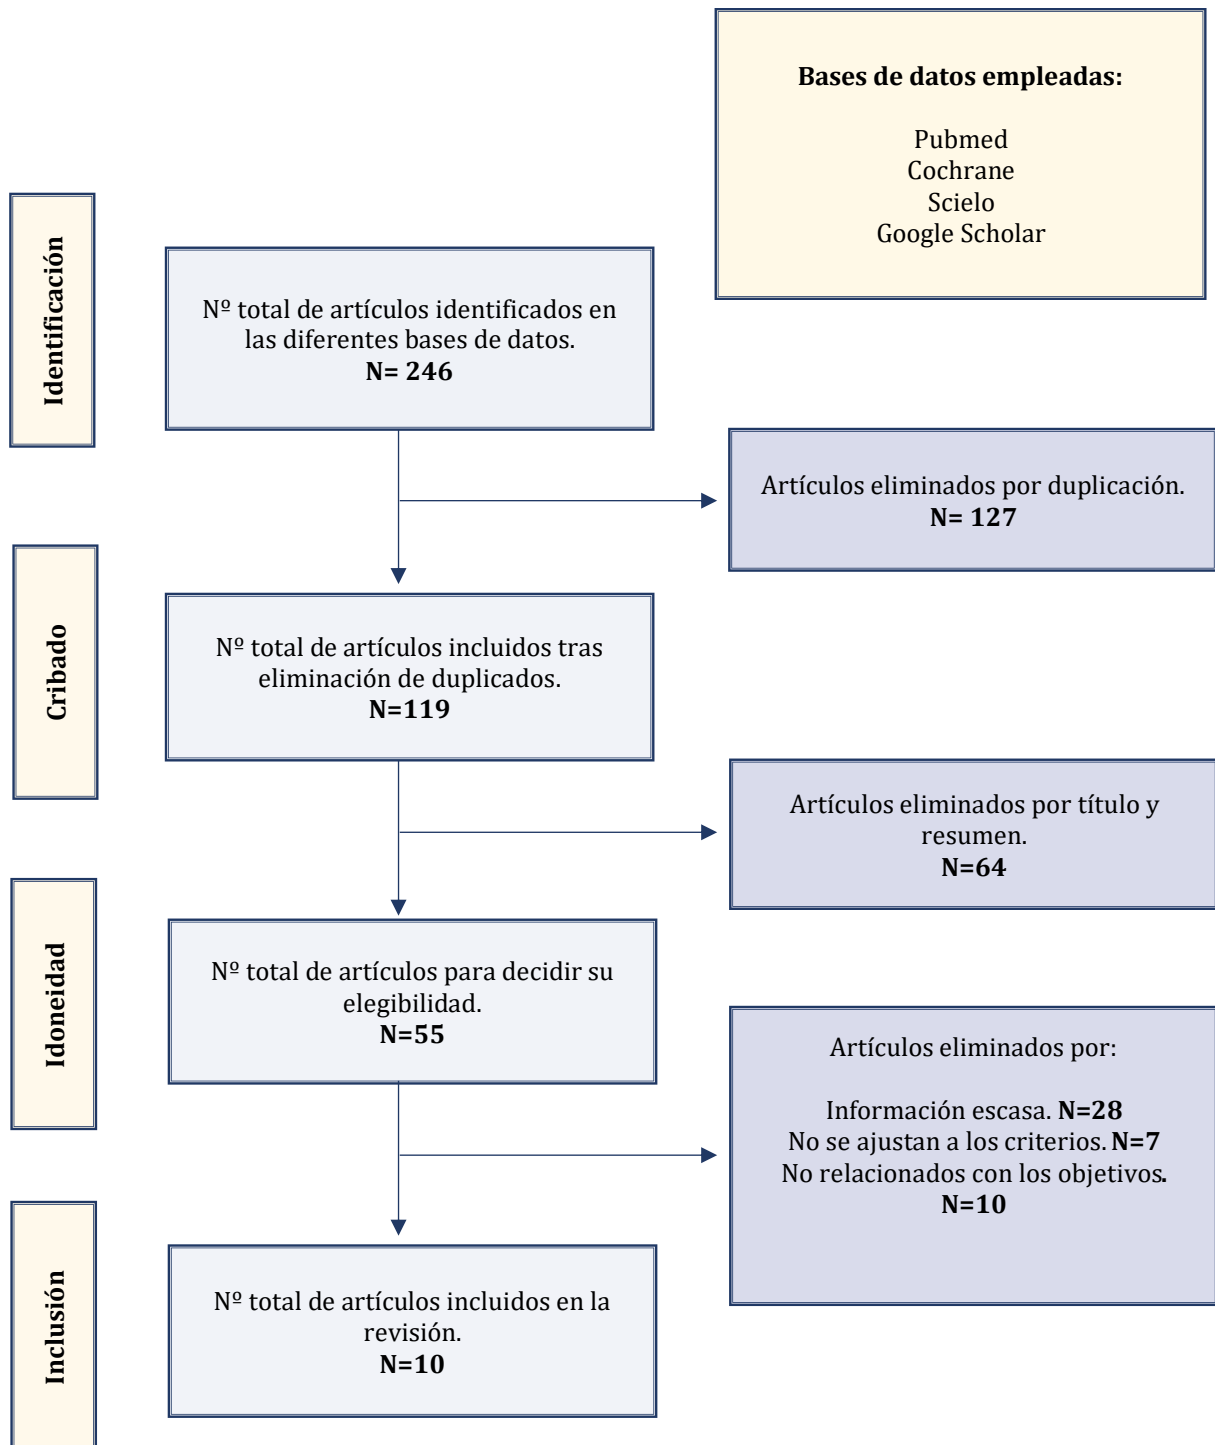 Bases de datos empleadas:
Pubmed
Cochrane
Scielo
Google Scholar
Identificación
Nº total de artículos identificados en
las diferentes bases de datos.
N= 246
Artículos eliminados por duplicación.
N= 127
Cribado
Nº total de artículos incluidos tras
eliminación de duplicados.
N=119
Artículos eliminados por título y
resumen.
N=64
Idoneidad
Nº total de artículos para decidir su
elegibilidad.
N=55
Artículos eliminados por:
Información escasa. N=28
No se ajustan a los criterios. N=7
No relacionados con los objetivos.
N=10
Inclusión
Nº total de artículos incluidos en la
revisión.
N=10